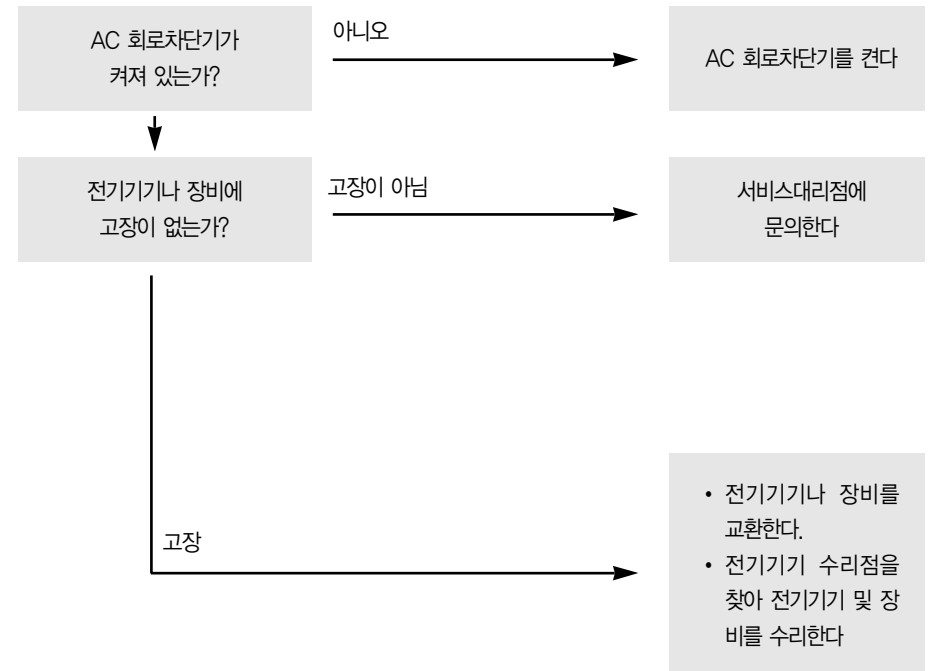 AC 회로차단기가
켜져 있는가?
아니오
AC 회로차단기를 켠다
전기기기나 장비에
고장이 없는가?
고장이 아님
서비스대리점에
문의한다
고장
• 전기기기나 장비를
교환한다.
• 전기기기 수리점을
찾아 전기기기 및 장
비를 수리한다